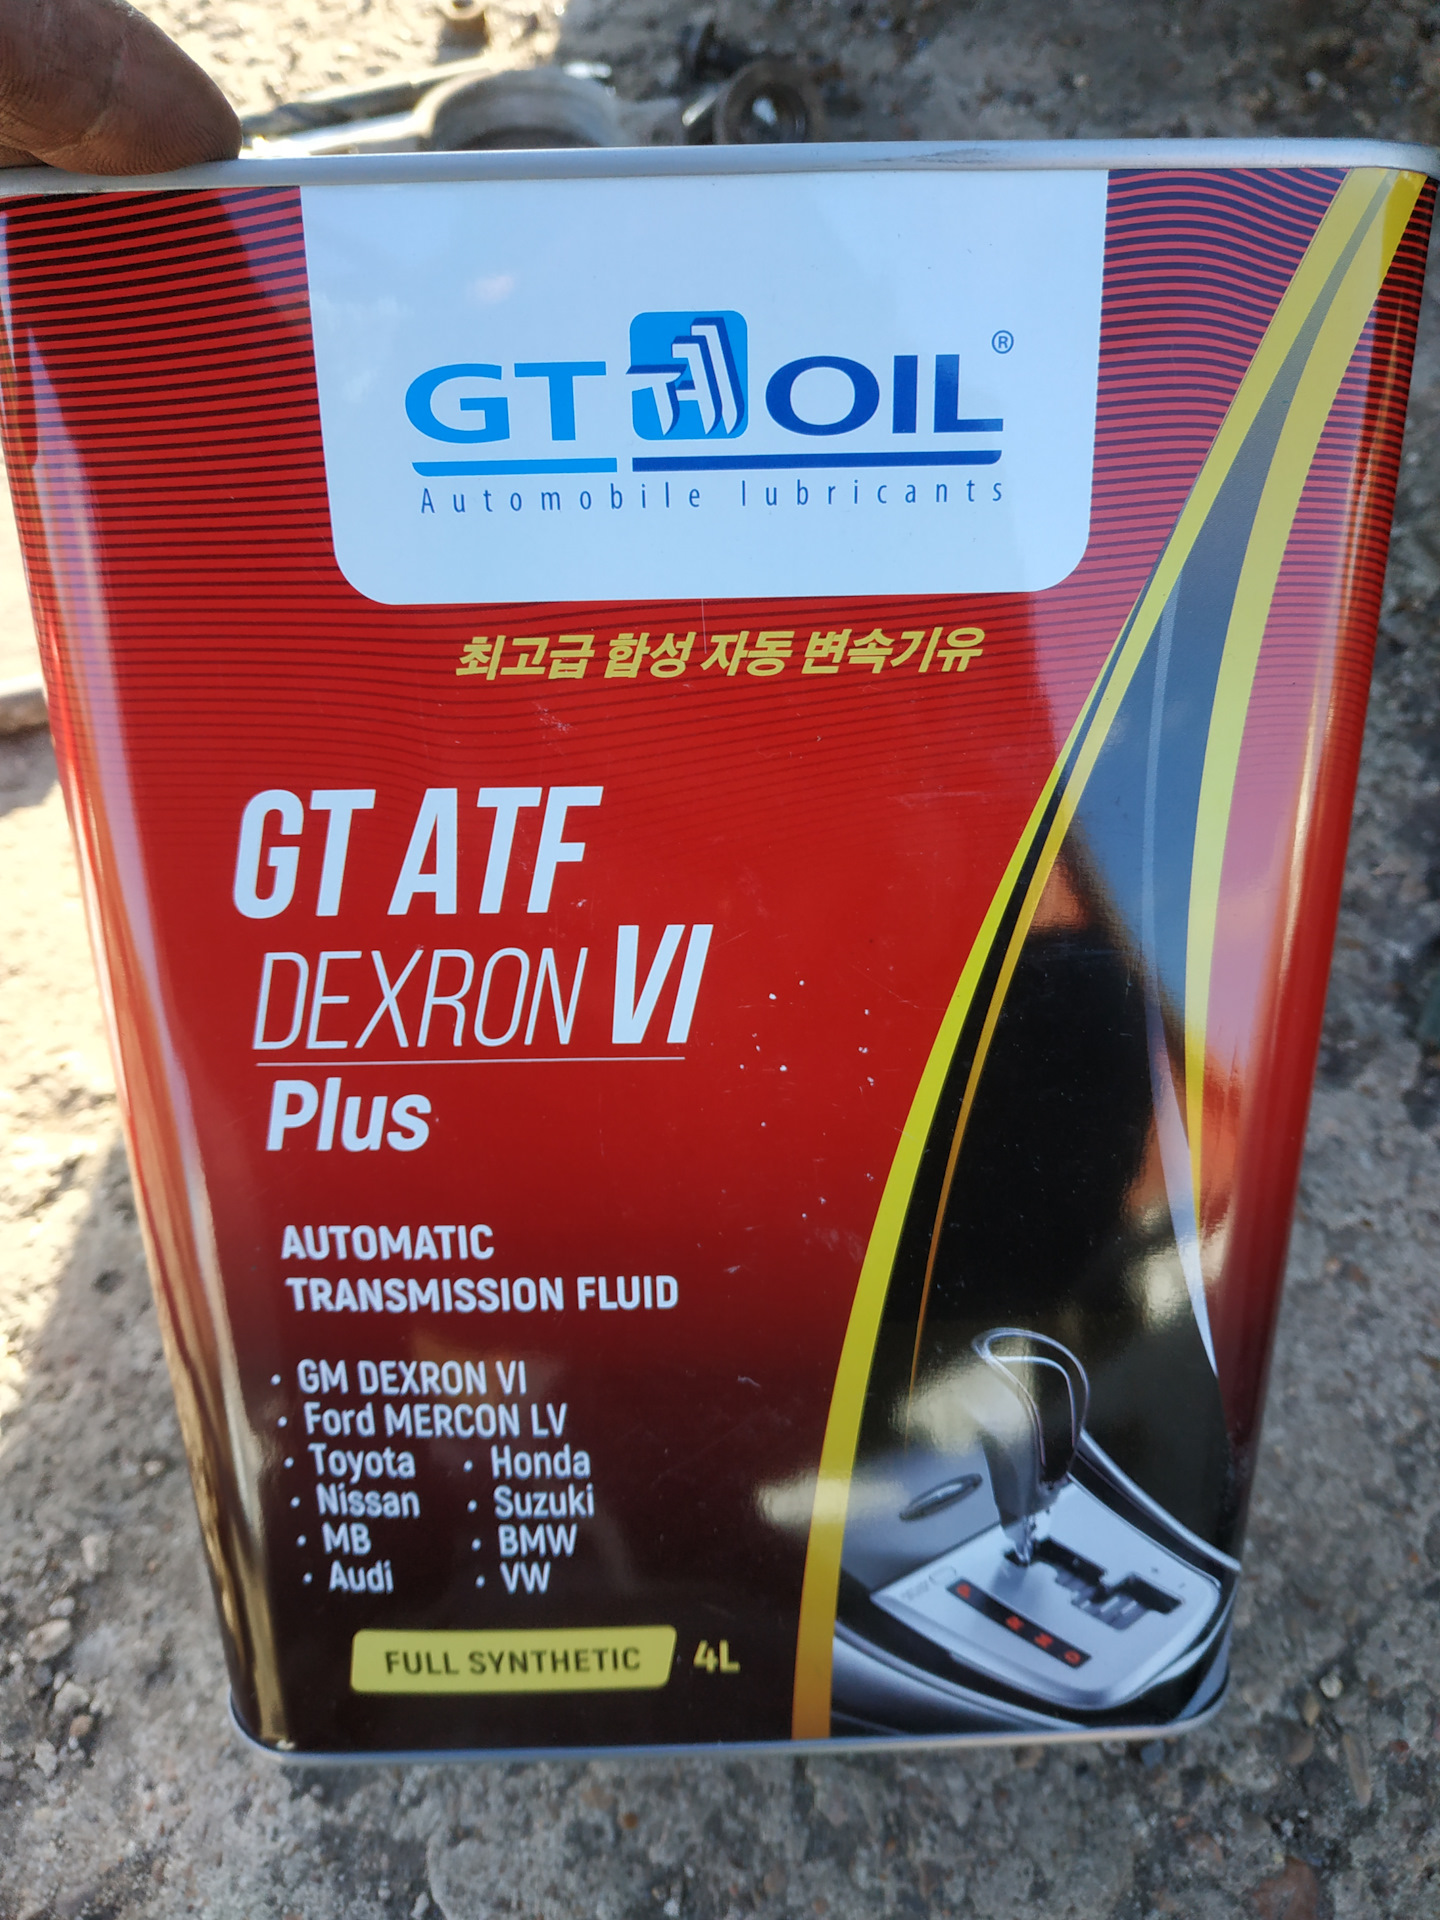 GT OIL ®
Automobile lubricants
최고급 합성 자동 변속기유
GT ATF
DEXRON VI
Plus
AUTOMATIC
TRANSMISSION FLUID
· GM DEXRON VI
· Ford MERCON LV
· Toyota · Honda
· Nissan · Suzuki
· MB · BMW
· Audi · VW
FULL SYNTHETIC 4L
P
R
N
D